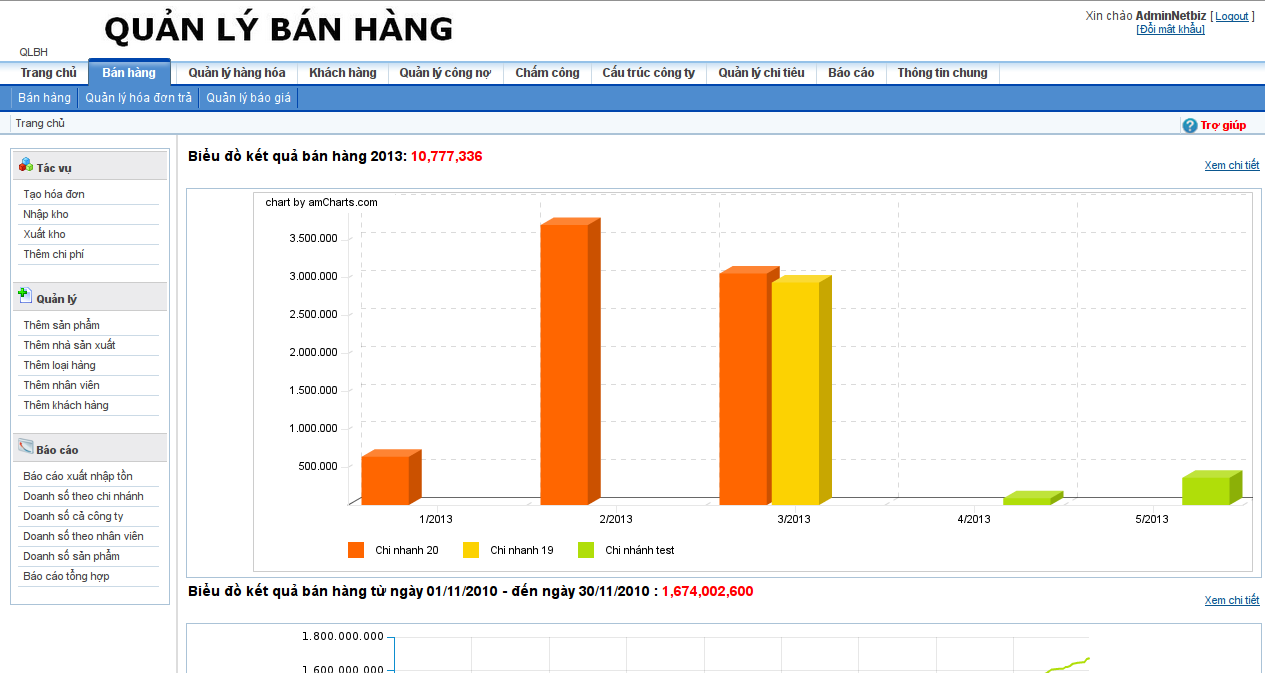 QUẢN LÝ BÁN HÀNG
Xin chào AdminNetbiz [ Logout ]
[Đổi mật khẩu]
QLBH
Trang chủ Bán hàng Quản lý hàng hóa Khách hàng Quản lý công nợ Chấm công Cấu trúc công ty Quản lý chi tiêu Báo cáo Thông tin chung
Bán hàng Quản lý hóa đơn trả Quản lý báo giá
Trang chủ
? Trợ giúp
Tác vụ
Tạo hóa đơn
Nhập kho
Xuất kho
Thêm chi phí
Quản lý
Thêm sản phẩm
Thêm nhà sản xuất
Thêm loại hàng
Thêm nhân viên
Thêm khách hàng
Báo cáo
Báo cáo xuất nhập tồn
Doanh số theo chi nhánh
Doanh số cả công ty
Doanh số theo nhân viên
Doanh số sản phẩm
Báo cáo tổng hợp
Biểu đồ kết quả bán hàng 2013: 10,777,336
Xem chi tiết
chart by amCharts.com
3.500.000
3.000.000
2.500.000
2.000.000
1.500.000
1.000.000
500.000
1/2013 2/2013 3/2013 4/2013 5/2013
Chi nhanh 20 Chi nhanh 19 Chi nhánh test
Biểu đồ kết quả bán hàng từ ngày 01/11/2010 - đến ngày 30/11/2010 : 1,674,002,600
Xem chi tiết
1.800.000.000
1.600.000.000